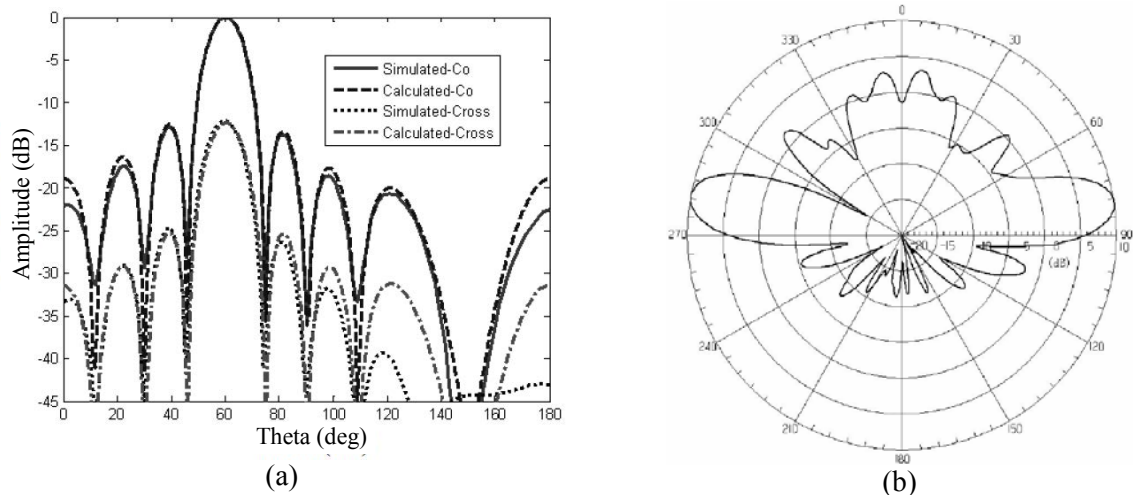 0
-5
-10
-15
-20
-25
-30
-35
-40
-45
Amplitude (dB)
Simulated-Co
Calculated-Co
Simulated-Cross
Calculated-Cross
0 20 40 60 80 100 120 140 160 180
Theta (deg)
(a)
0
330 30
300 60
270 -20 -15 -10 5 0 5 10 90
(dB)
240 120
210 150
180
(b)